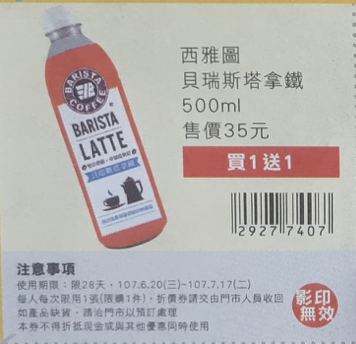 西雅圖
貝瑞斯塔拿鐵
500ml
售價35元
買1送1
BARISTA
COFFEE
BARISTA
LATTE
29277407
注意事項
使用期限：限28天，107.6.20(三)~107.7.17(二)
每人每次限用1張(限購1件)，折價券請交由門市人員收回
如產品缺貨，請洽門市以預訂處理
本券不得折抵現金或與其他優惠同時使用
影印
無效